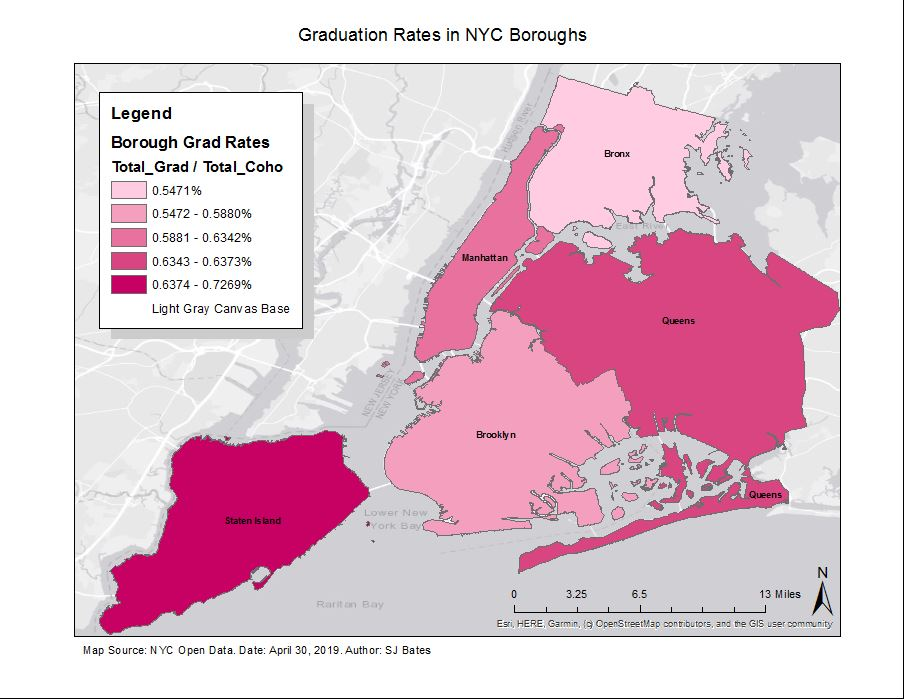 Graduation Rates in NYC Boroughs
Legend
Borough Grad Rates
Total_Grad / Total_Coho
0.5471%
0.5472 - 0.5880%
0.5881 - 0.6342%
0.6343 - 0.6373%
0.6374 - 0.7269%
Light Gray Canvas Base
Hudson River
Bronx
East River
Manhattan
Queens
NEW JERSEY
NEW YORK
Brooklyn
Queens
Staten Island
Lower New
York Bay
Raritan Bay
N
0 3.25 6.5 13 Miles
Esri, HERE, Garmin, (c) OpenStreetMap contributors, and the GIS user community
Map Source: NYC Open Data. Date: April 30, 2019. Author: SJ Bates